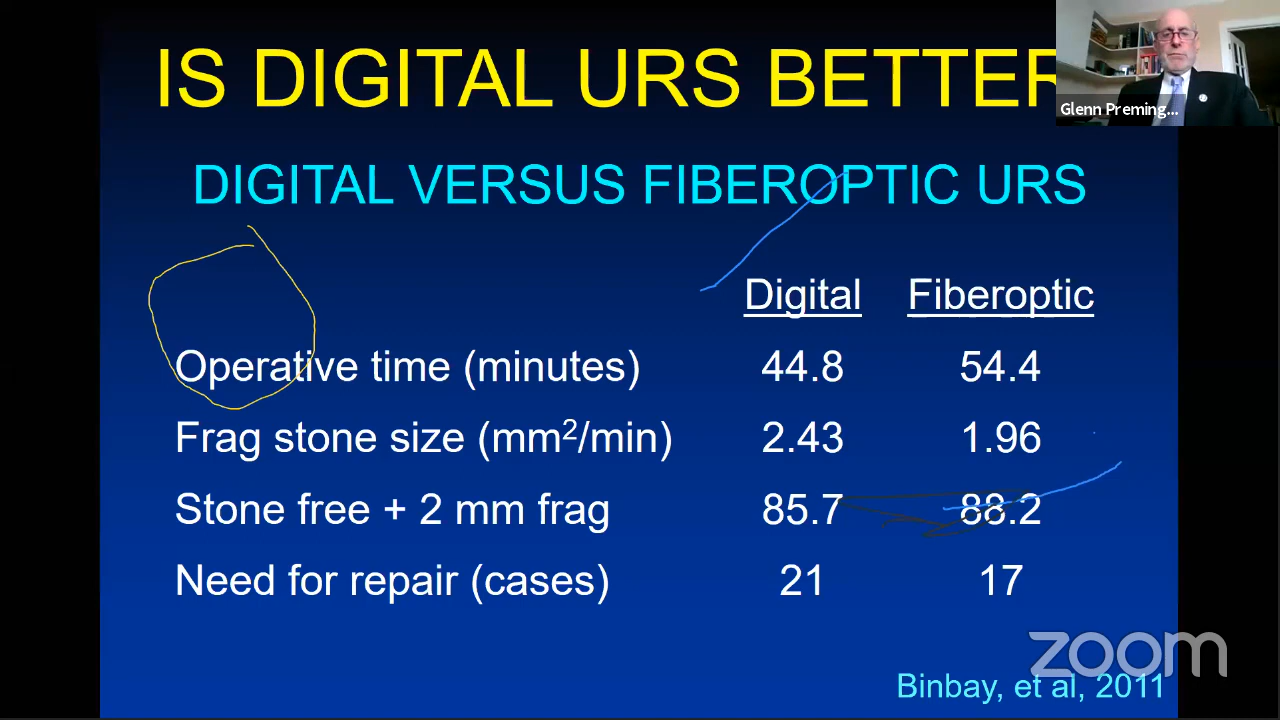 IS DIGITAL URS BETTER
Glenn Preming...
DIGITAL VERSUS FIBEROPTIC URS
Digital Fiberoptic
Operative time (minutes) 44.8 54.4
Frag stone size (mm²/min) 2.43 1.96
Stone free + 2 mm frag 85.7 88.2
Need for repair (cases) 21 17
zoom
Binbay, et al, 2011